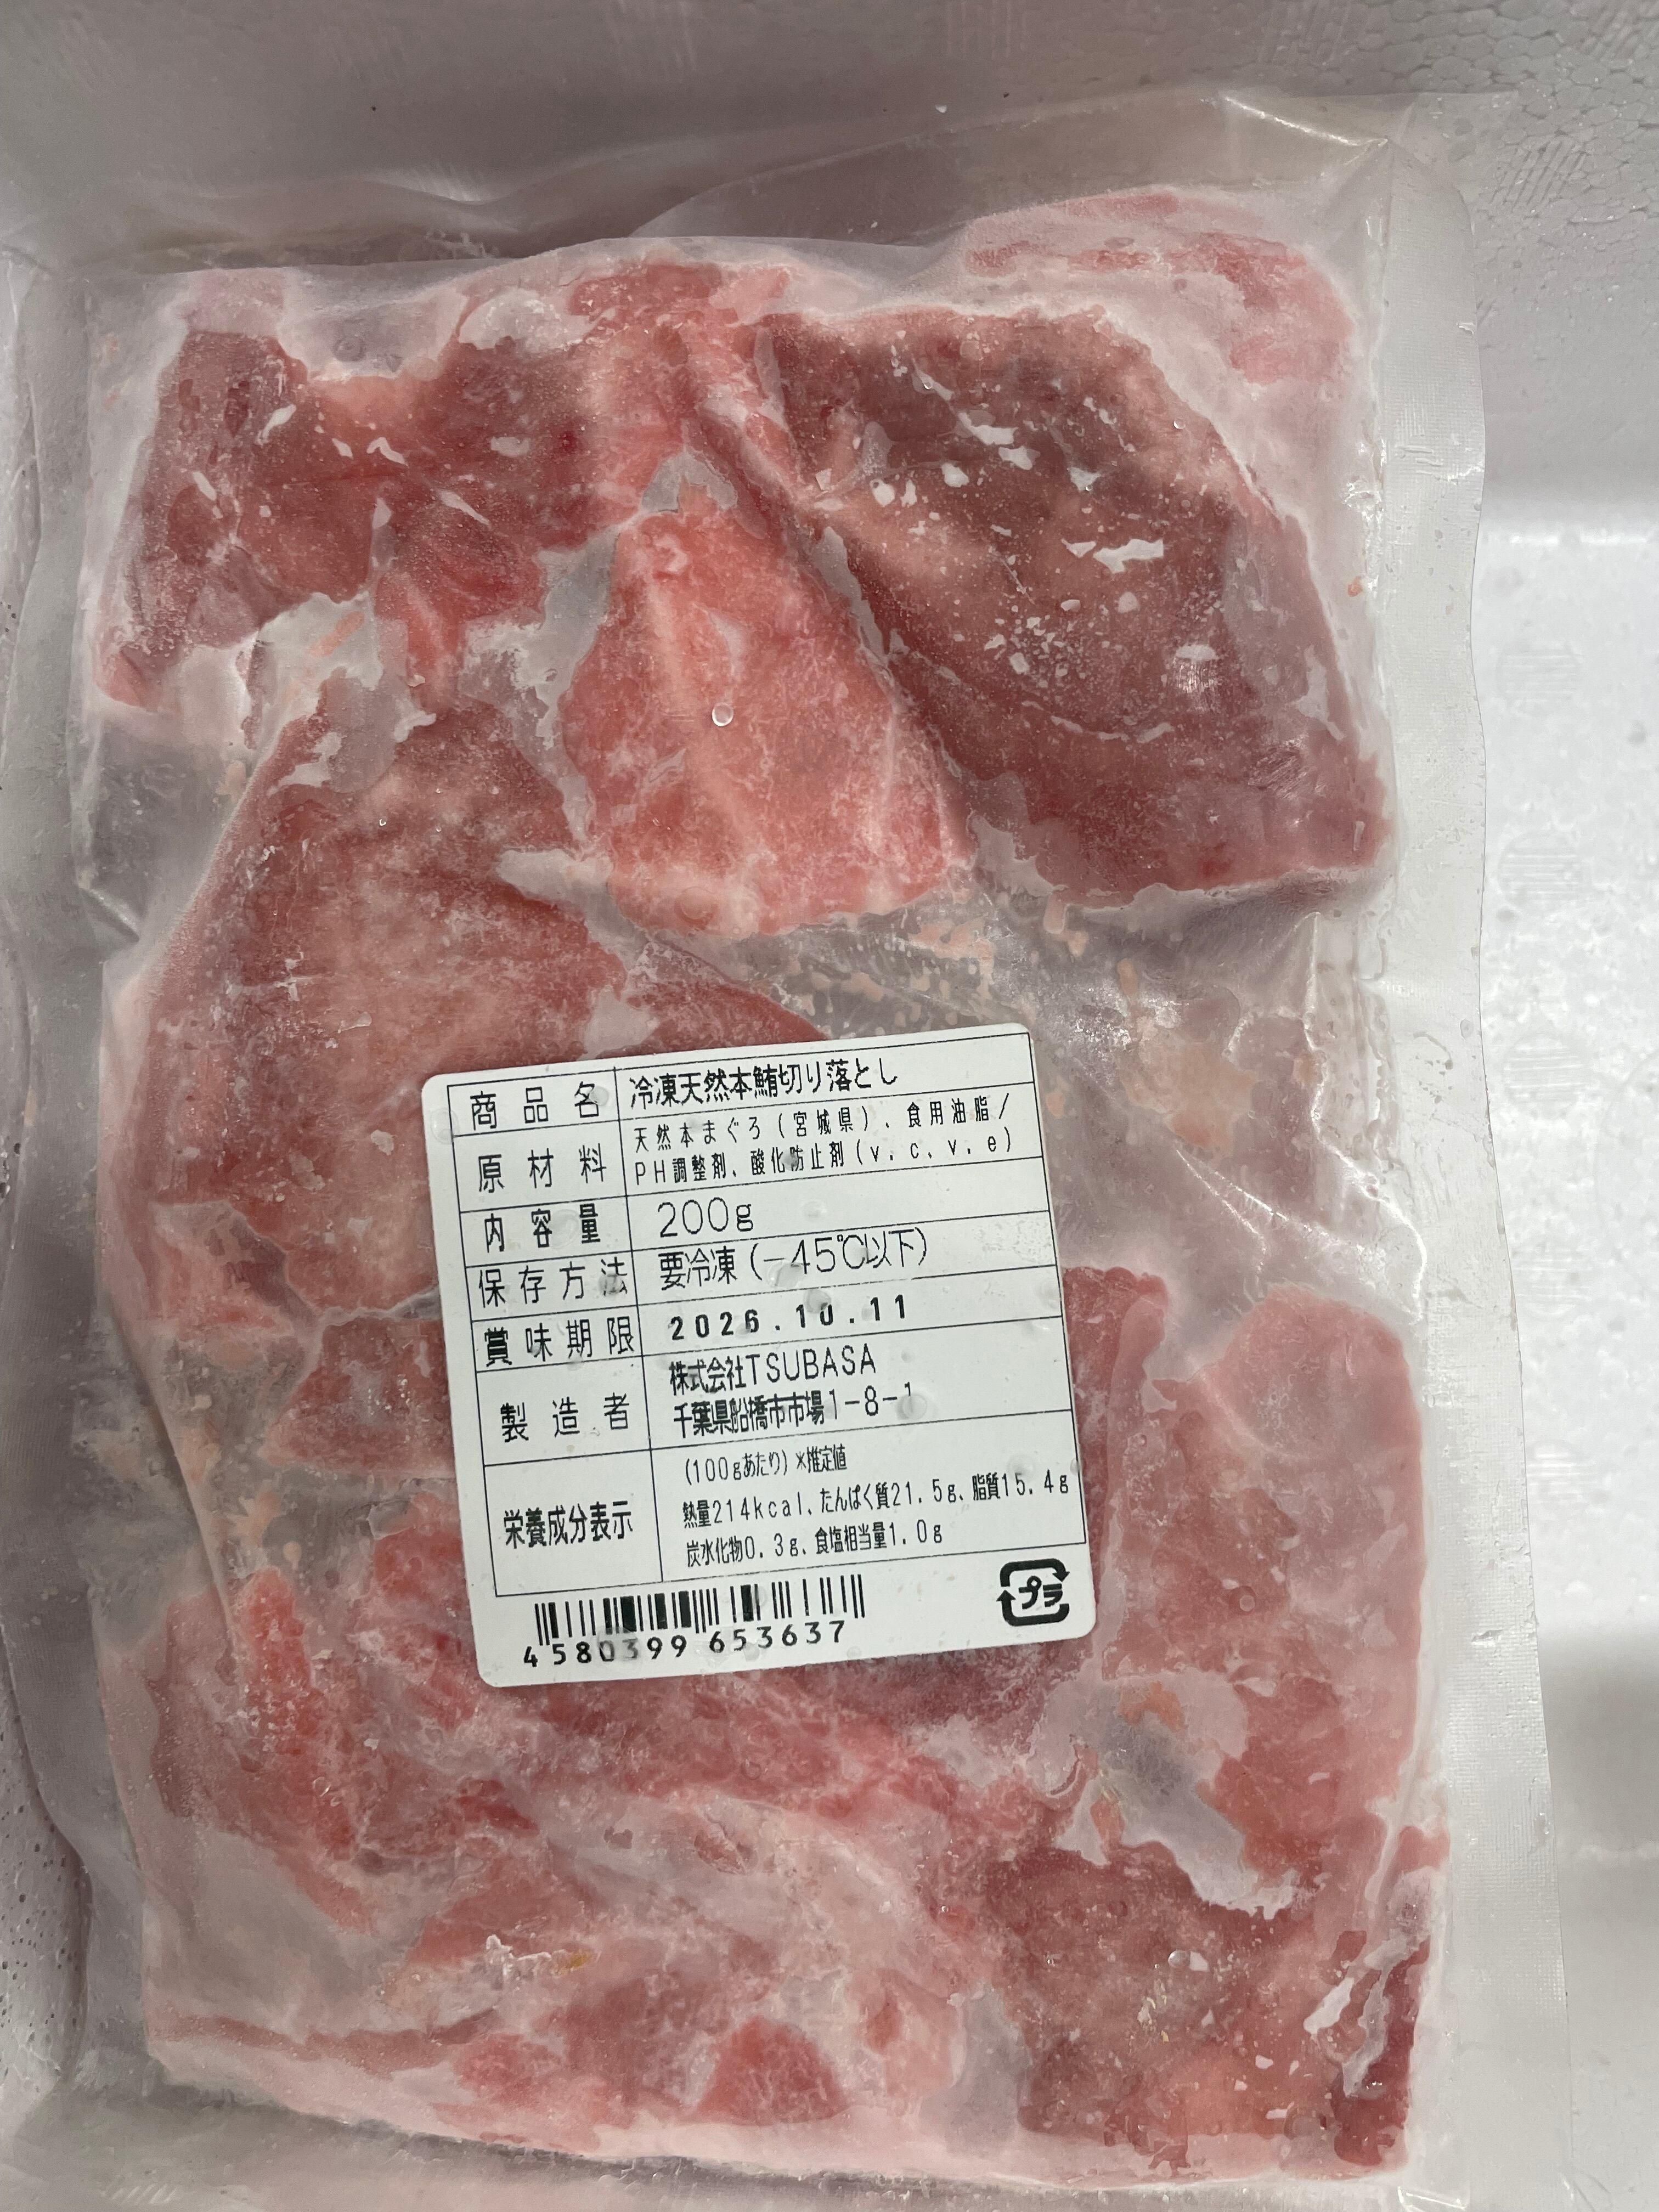 商品名 冷凍天然本鮪切り落とし
原材料 天然本まぐろ(宮城県)、食用油脂/
PH調整剤、酸化防止剤(v.c、v.e)
内容量 200g
保存方法 要冷凍(-45℃以下)
賞味期限 2026.10.11
製造者 株式会社TSUBASA
千葉県船橋市市場1-8-1
栄養成分表示 (100gあたり)*推定値
熱量214kcal、たんぱく質21.5g、脂質15.4g
炭水化物0.3g、食塩相当量1.0g
プラ
4580399653637